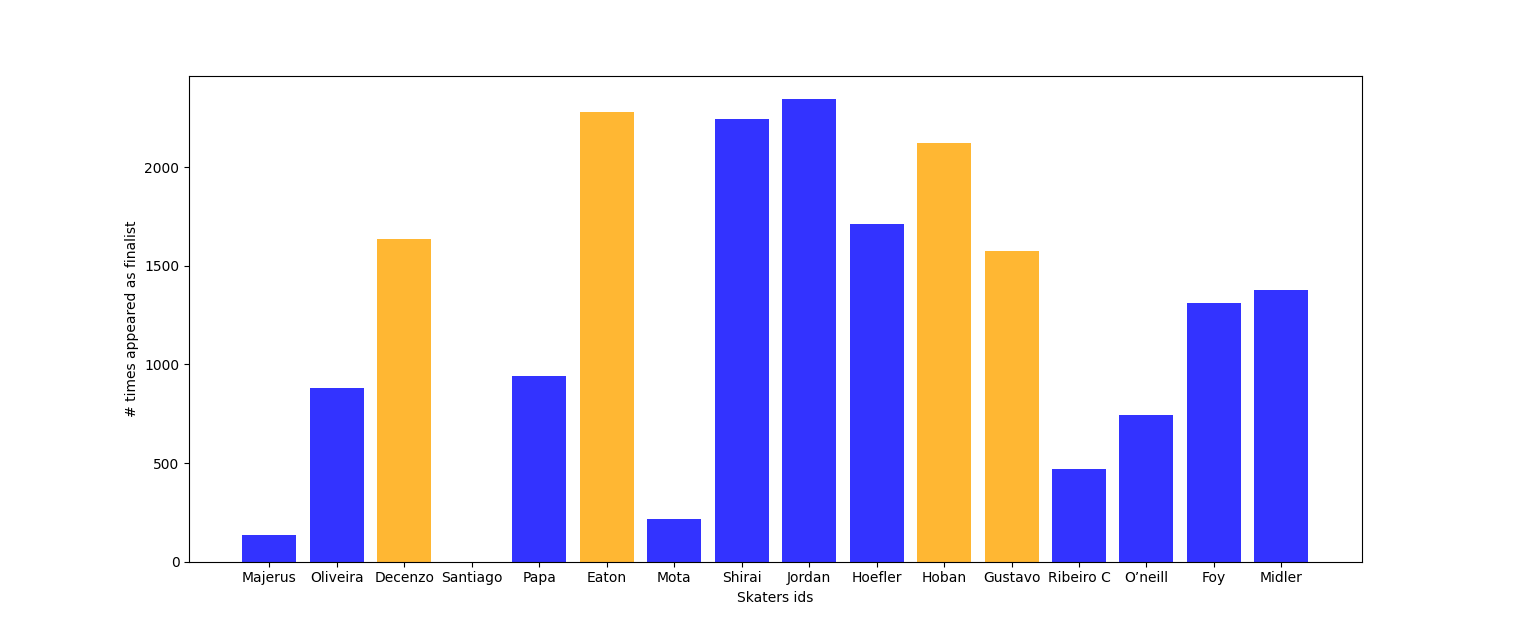 # times appeared as finalist
2000
1500
1000
500
0
Majerus Oliveira Decenzo Santiago Papa Eaton Mota Shirai Jordan Hoefler Hoban Gustavo Ribeiro C O’neill Foy Midler
Skaters ids